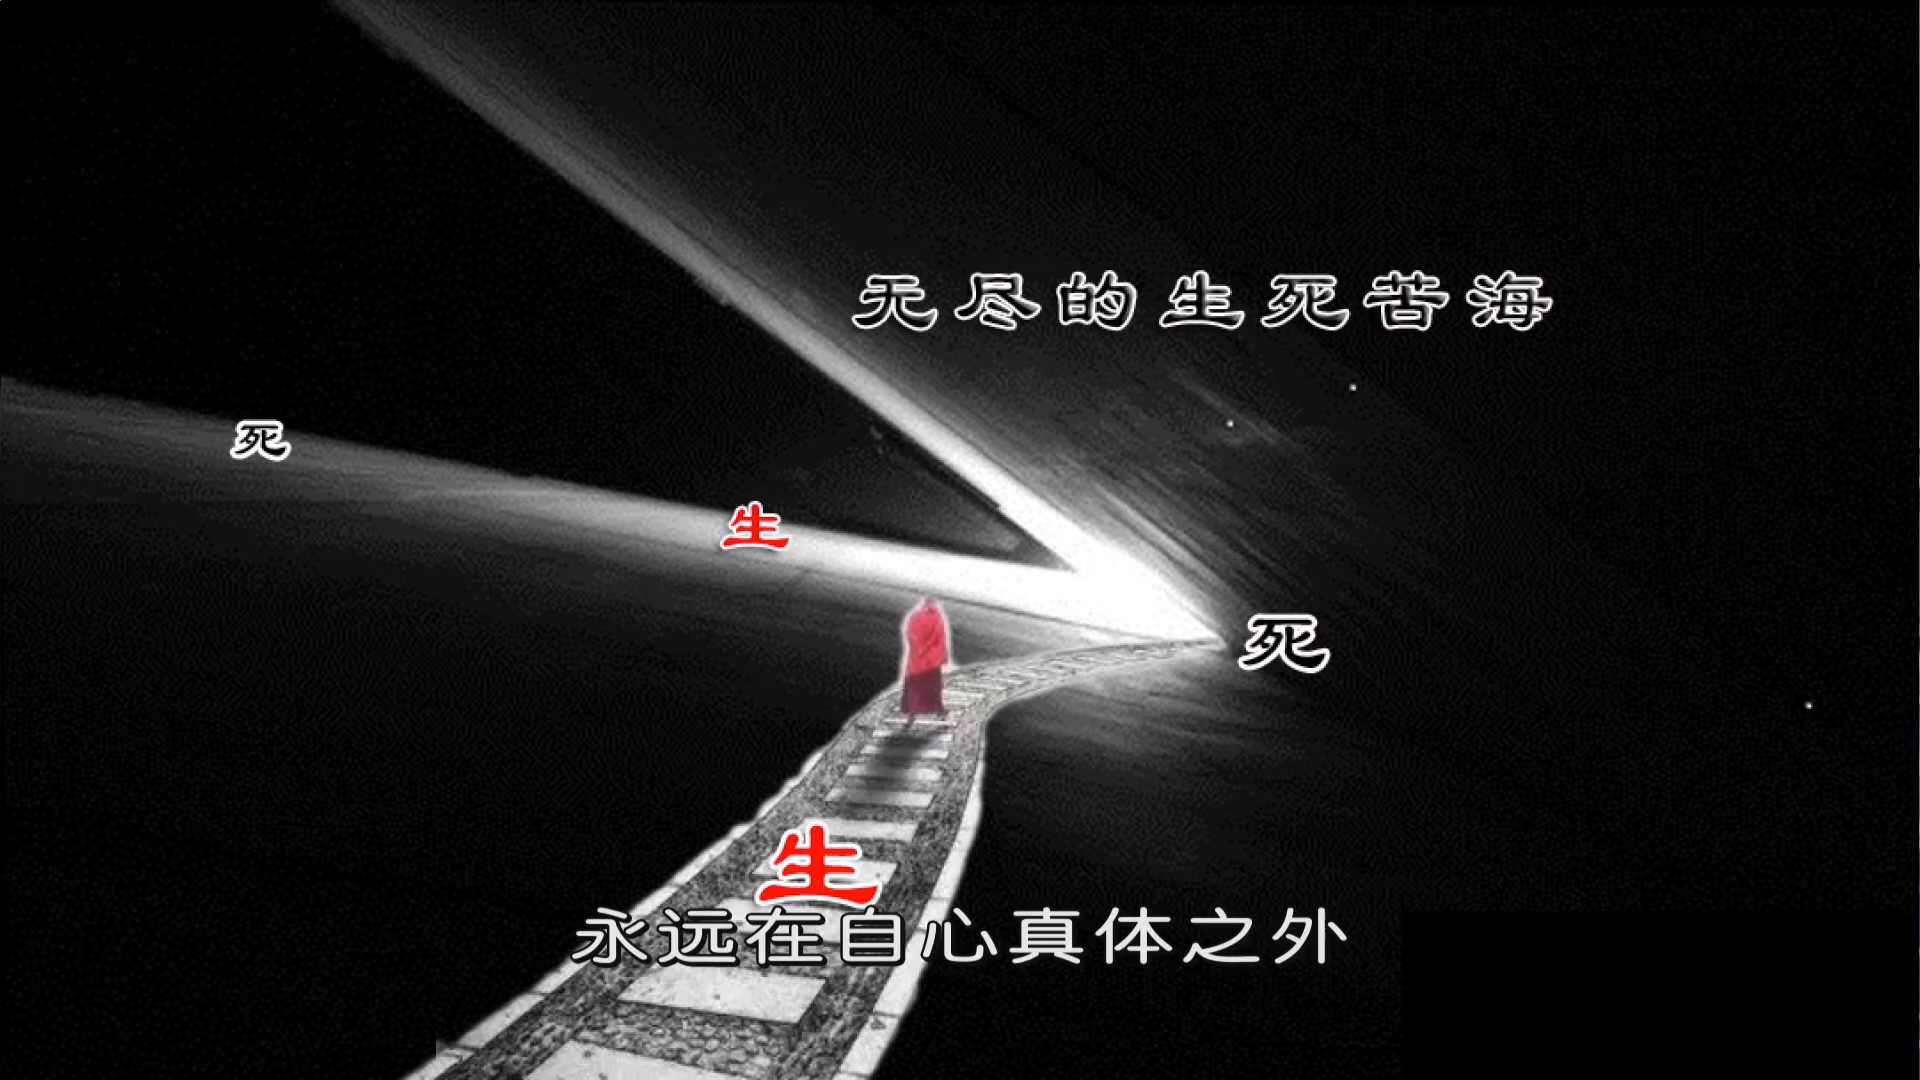 无尽的生死苦海
死
生
死
生
永远在自心真体之外